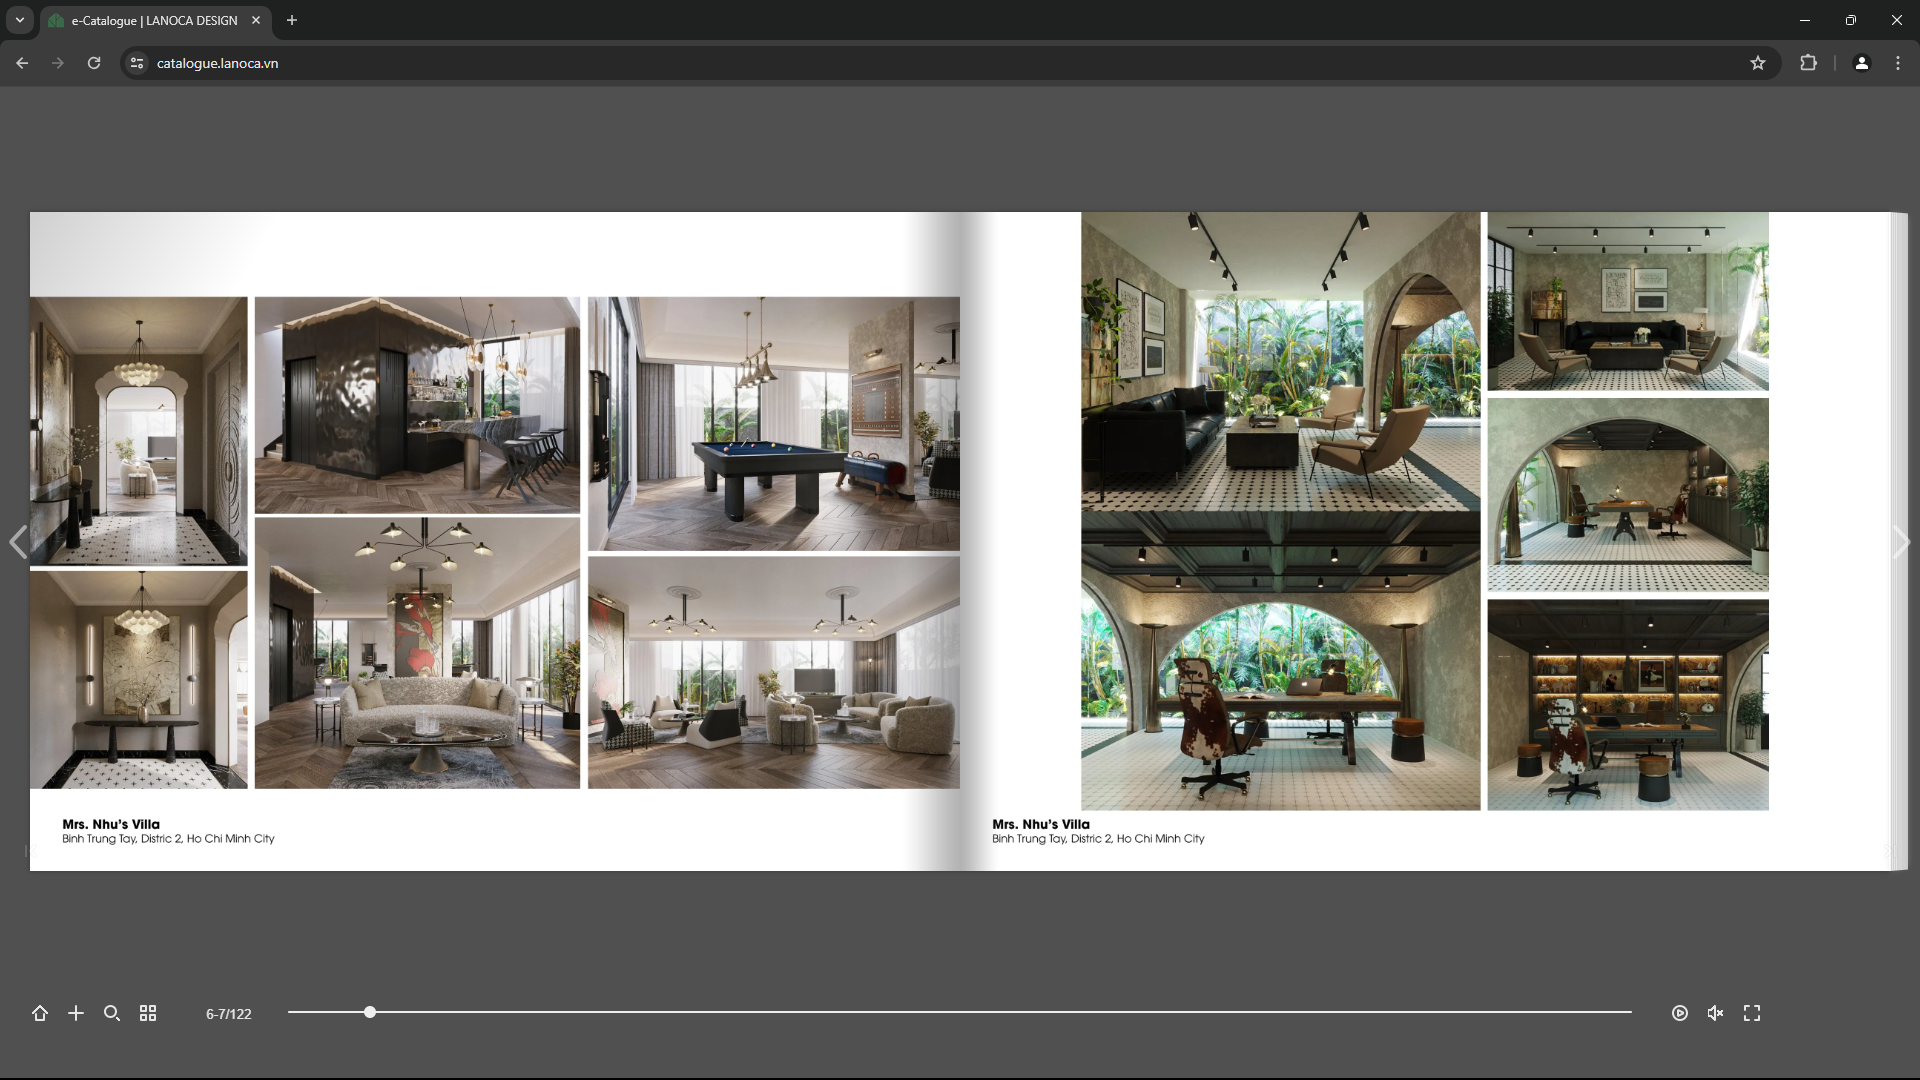 e-Catalogue | LANOCA DESIGN
catalogue.lanoca.vn
Mrs. Nhu's Villa
Binh Trung Tay, Distric 2, Ho Chi Minh City
Mrs. Nhu's Villa
Binh Trung Tay, Distric 2, Ho Chi Minh City
6-7/122